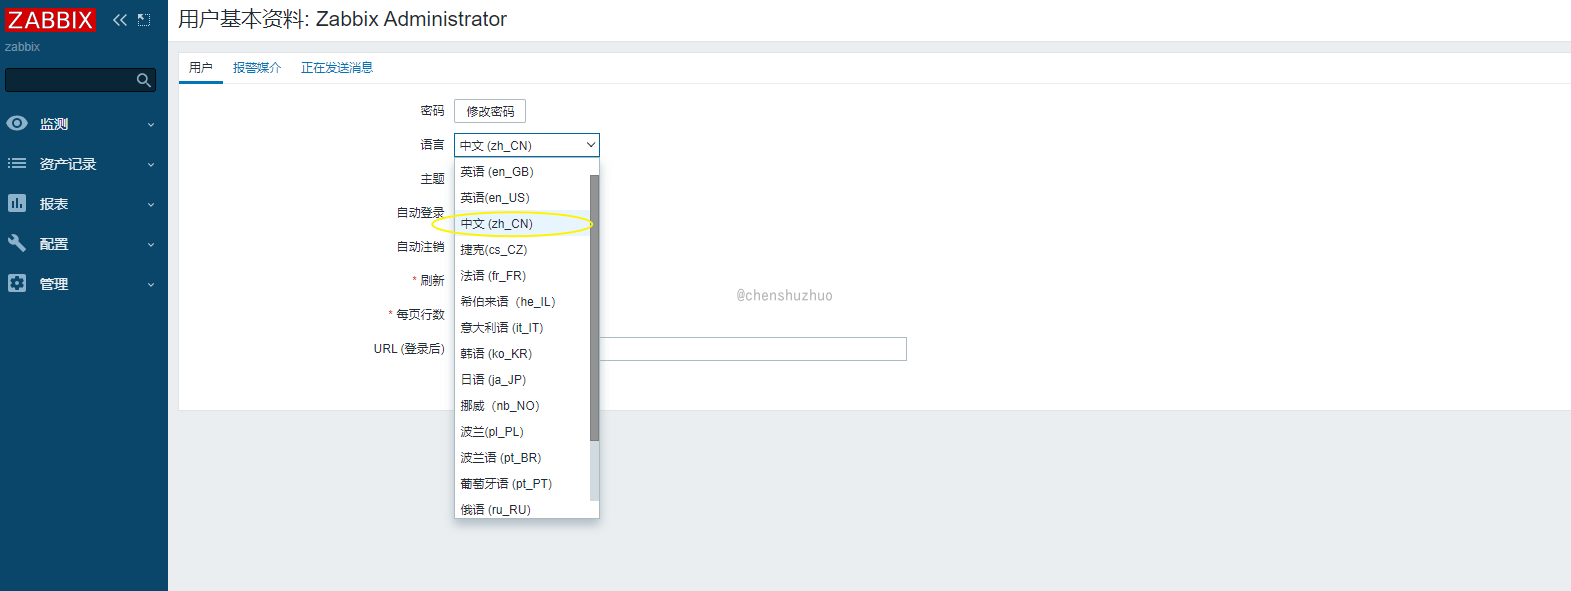 ZABBIX
zabbix
监测
资产记录
报表
配置
管理
用户基本资料: Zabbix Administrator
用户 报警媒介 正在发送消息
密码 修改密码
语言 中文 (zh_CN)
主题
自动登录
自动注销
* 刷新
* 每页行数
URL (登录后)
英语 (en_GB)
英语(en_US)
中文 (zh_CN)
捷克(cs_CZ)
法语 (fr_FR)
希伯来语（he_IL）
意大利语 (it_IT)
韩语 (ko_KR)
日语 (ja_JP)
挪威（nb_NO）
波兰(pl_PL)
波兰语 (pt_BR)
葡萄牙语 (pt_PT)
俄语 (ru_RU)
@chenshuzhuo